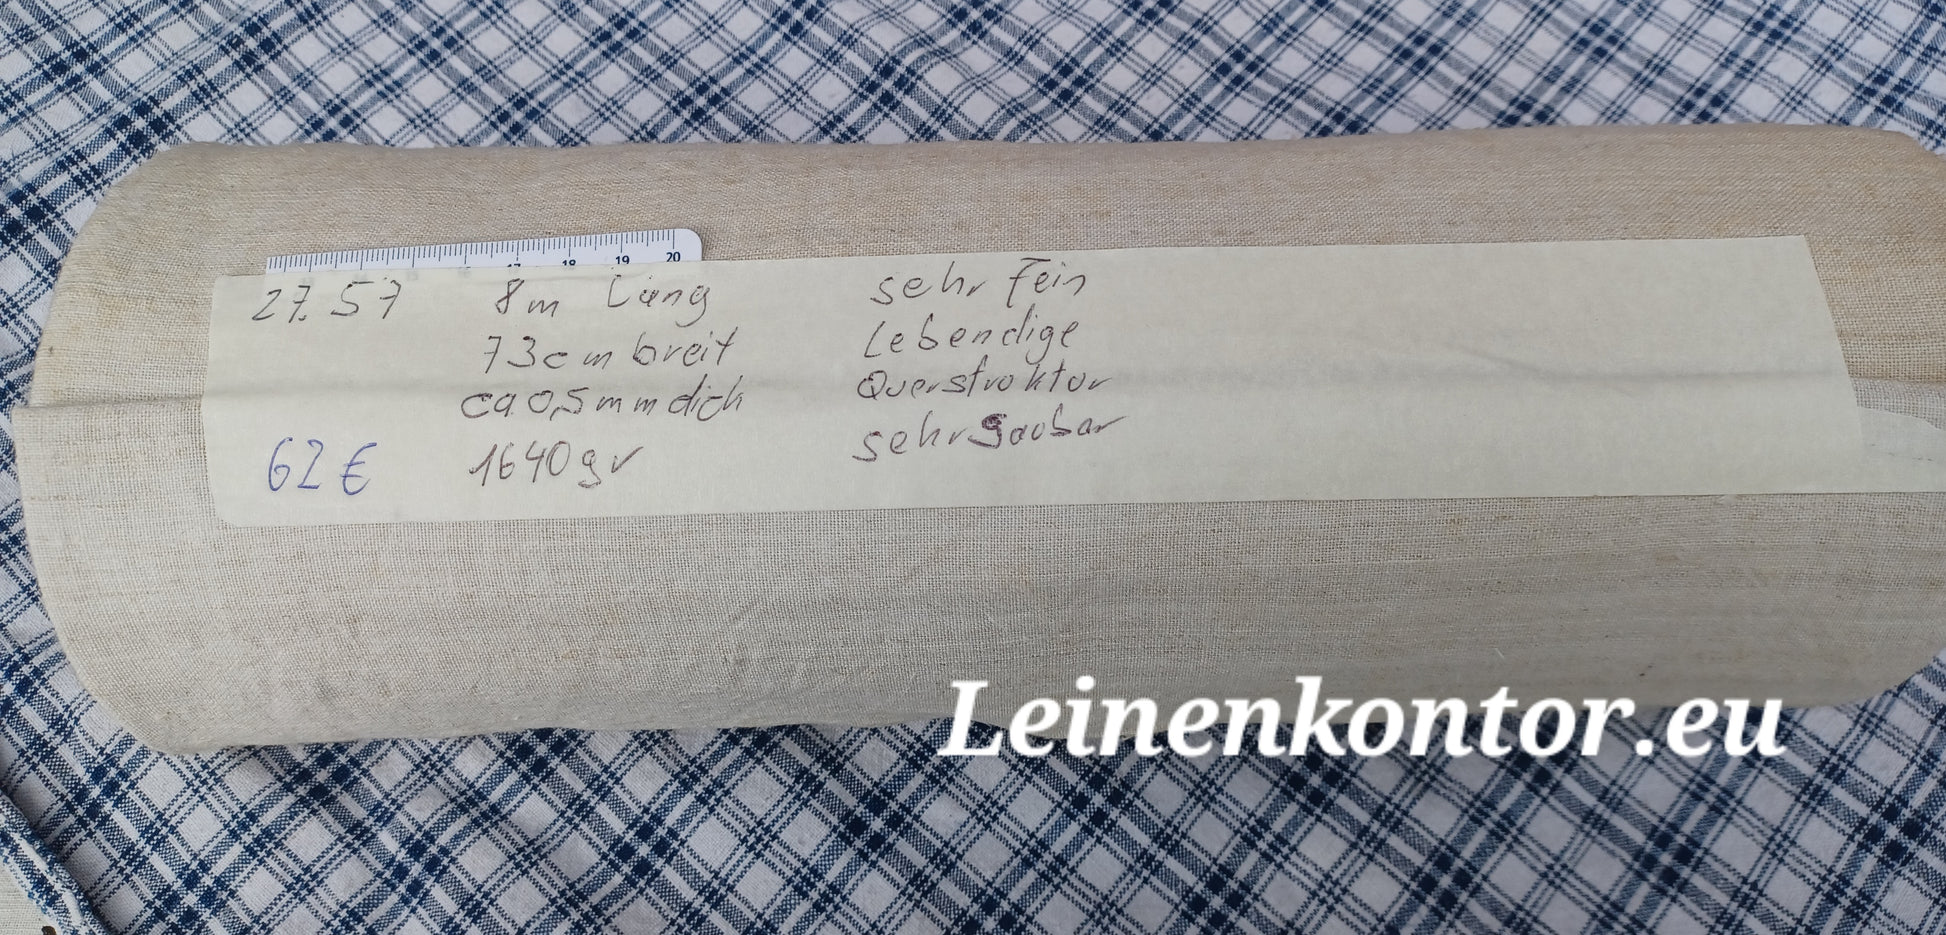 17 18 19 20
27.57
8m Lang
73cm breit
ca 0,5mm dick
62€
1640gr
sehr Fein
Lebendige
Querstruktur
sehr Sauber
Leinenkontor.eu